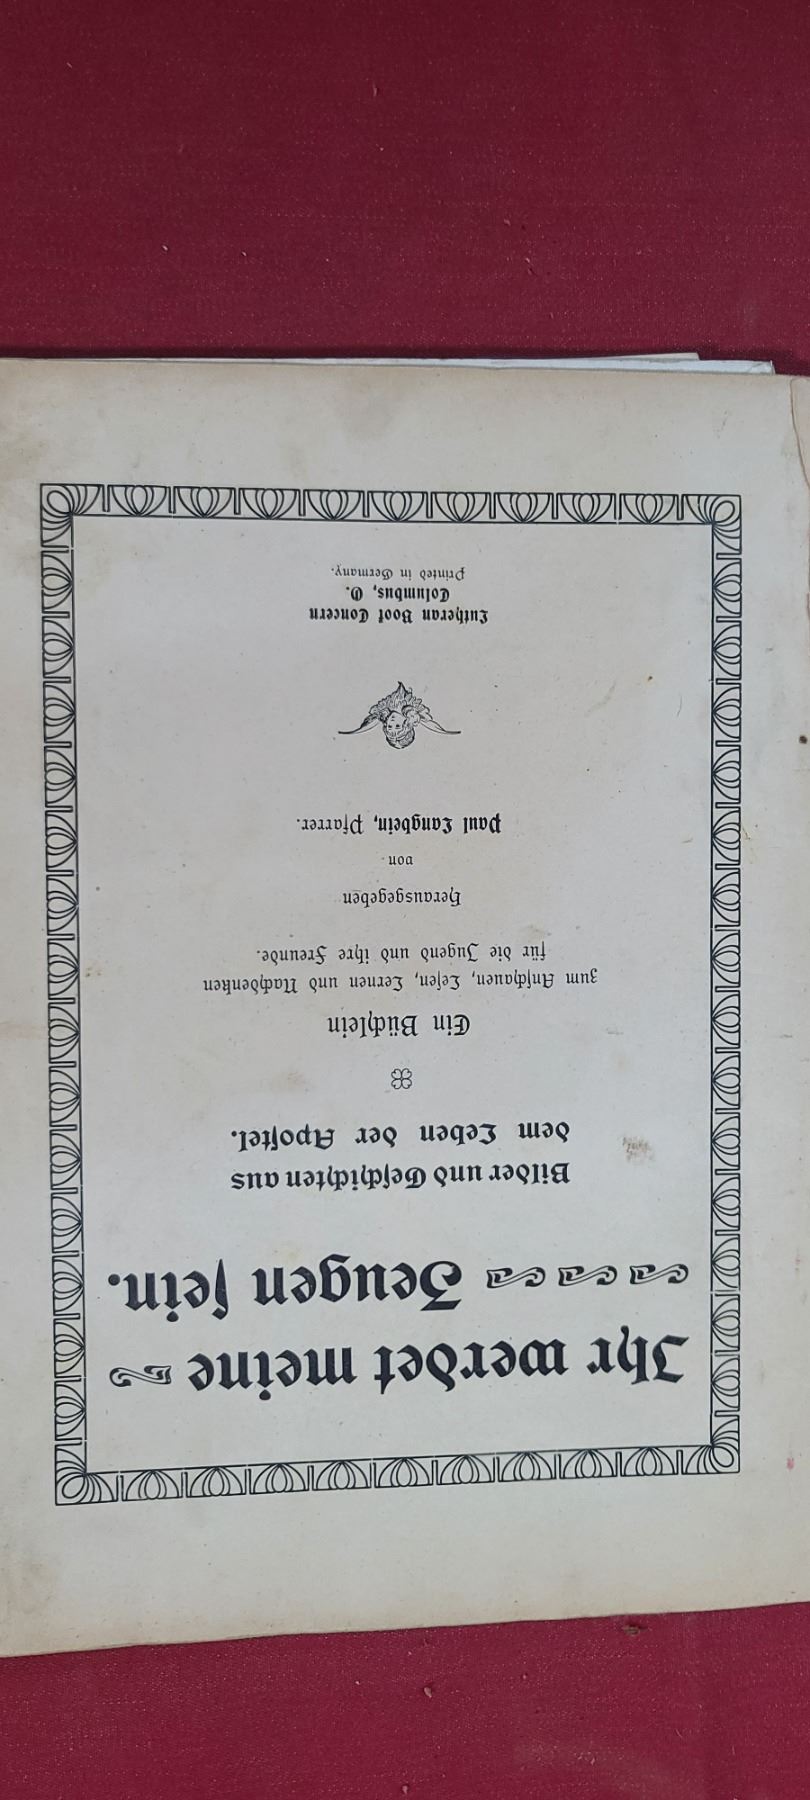 Ihr werdet meine
Zeugen sein.
Bilder und Geschichten aus
dem Leben der Apostel.
Ein Büchlein
zum Anschauen, Lesen, Lernen und Nachdenken
für die Jugend und ihre Freunde.
Herausgegeben
von
Paul Langbein, Pfarrer.
Lutheran Book Concern
Columbus, O.
Printed in Germany.